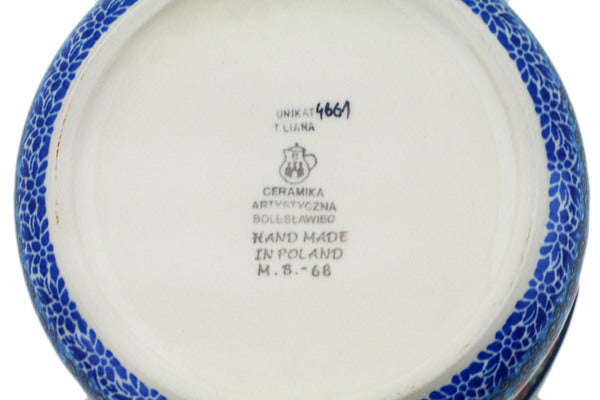 UNIKAT 4661
T. LIANA
CERAMIKA
ARTYSTYCZNA
BOLESŁAWIEC
HAND MADE
IN POLAND
M. B.-68